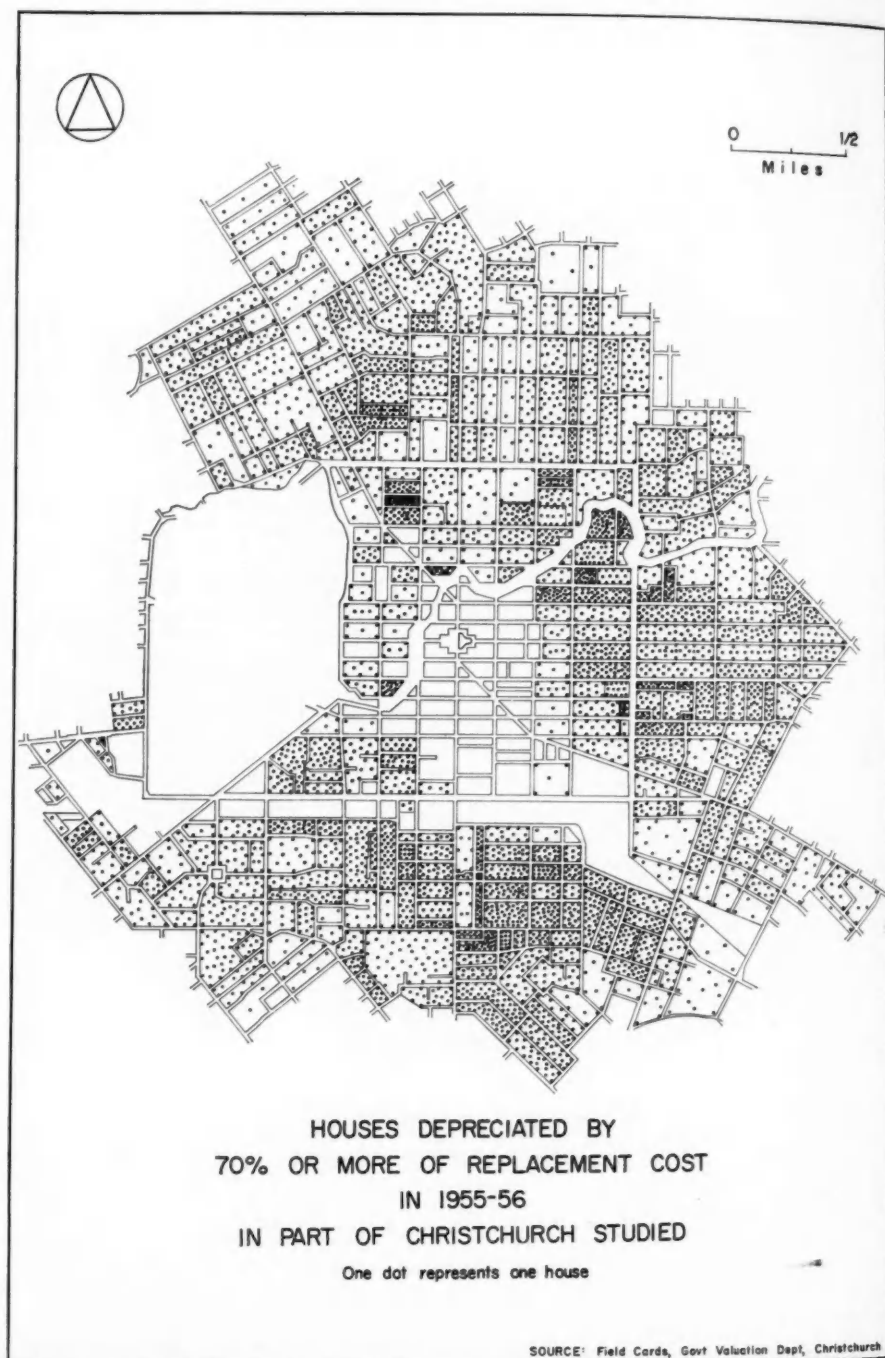 0 1/2
Miles
HOUSES DEPRECIATED BY
70% OR MORE OF REPLACEMENT COST
IN 1955-56
IN PART OF CHRISTCHURCH STUDIED
One dot represents one house
SOURCE: Field Cards, Govt Valuation Dept, Christchurch